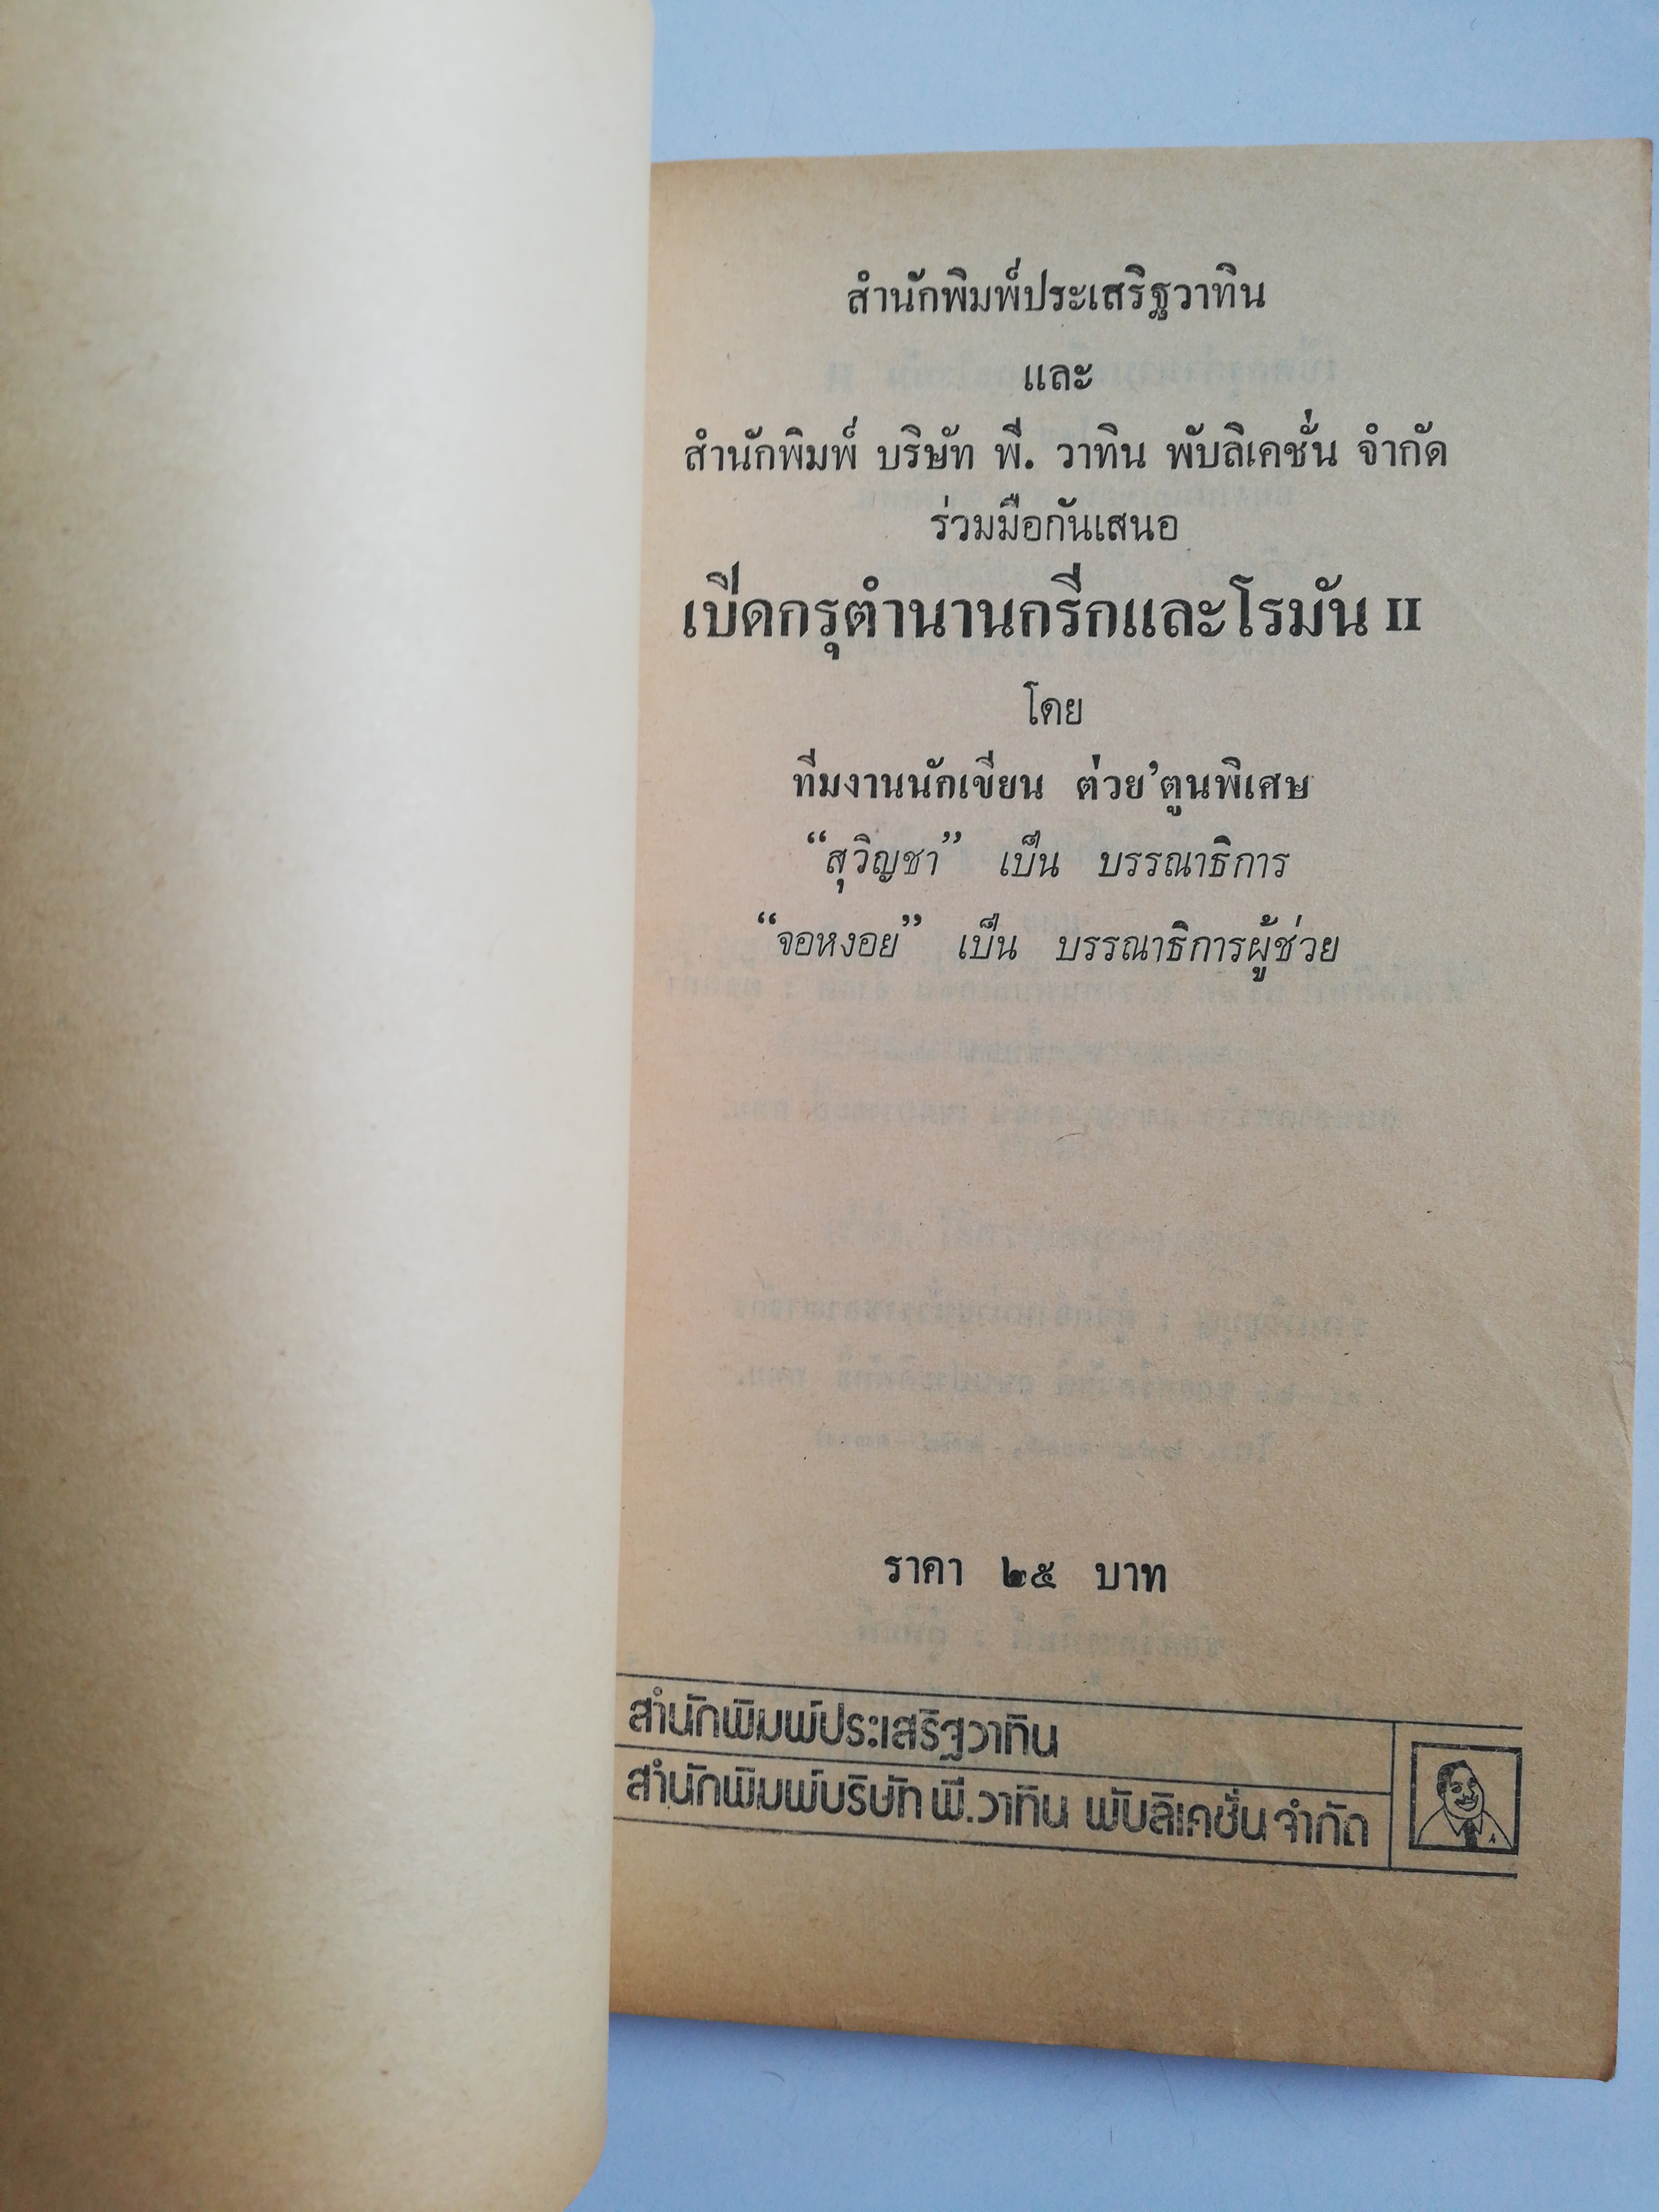 สำนักพิมพ์ประเสริฐวาทิน
และ
สำนักพิมพ์ บริษัท พี. วาทิน พับลิเคชั่น จำกัด
ร่วมมือกันเสนอ
เปิดกรุตำนานกรีกและโรมัน II
โดย
ทีมงานนักเขียน ต่วย'ตูนพิเศษ
“สุวิญชา” เป็น บรรณาธิการ
“จอหงอย” เป็น บรรณาธิการผู้ช่วย
ราคา ๒๕ บาท
สำนักพิมพ์ประเสริฐวาทิน
สำนักพิมพ์บริษัท พี.วาทิน พับลิเคชั่น จำกัด